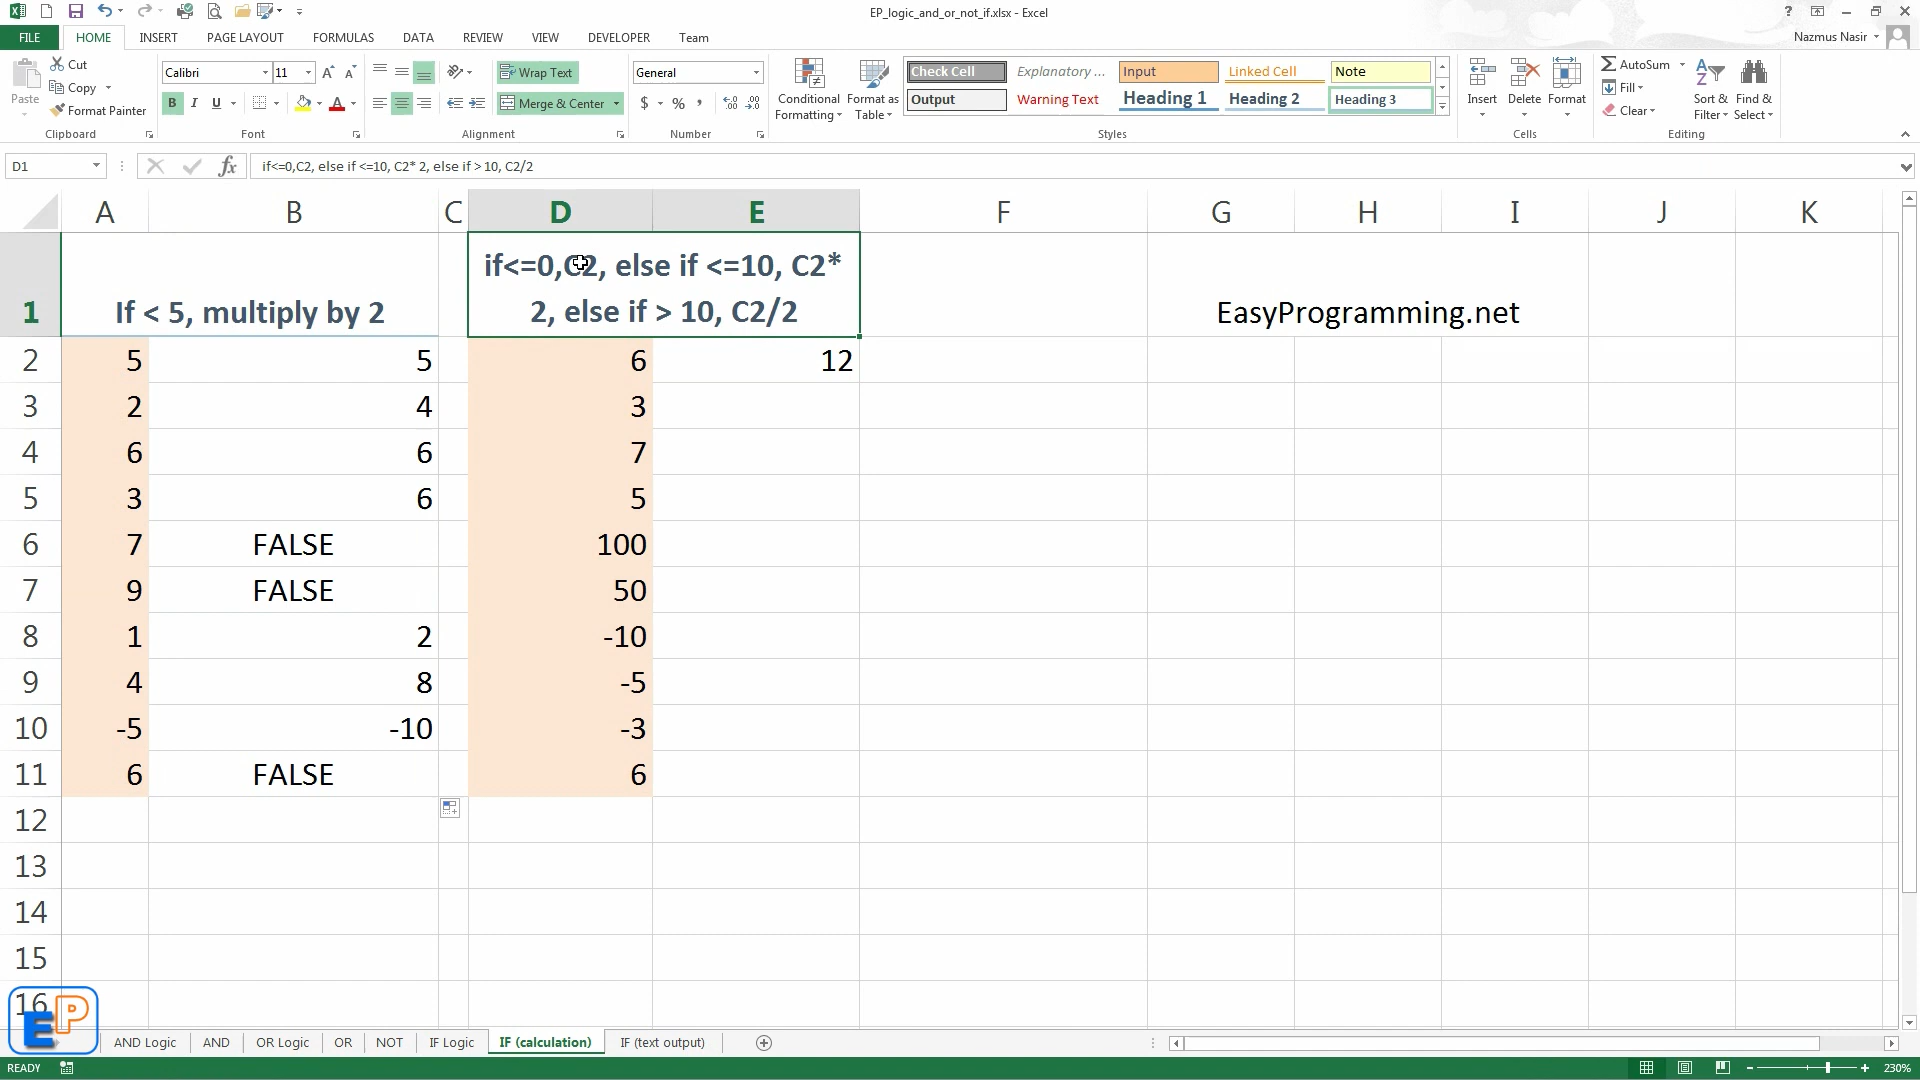 EP_logic_and_or_not_if.xlsx - Excel
?
FILE HOME INSERT PAGE LAYOUT FORMULAS DATA REVIEW VIEW DEVELOPER Team
Nazmus Nasir
Paste
Cut
Copy
Format Painter
Clipboard
Calibri 11 A A
B I U A
Font
Wrap Text
Merge & Center
Alignment
General
$ % ,
Number
Conditional
Formatting
Format as
Table
Check Cell Explanatory ... Input Linked Cell Note
Output Warning Text Heading 1 Heading 2 Heading 3
Styles
Insert Delete Format
Cells
AutoSum
Fill
Clear
Sort &
Filter
Find &
Select
Editing
D1 fx if<=0,C2, else if <=10, C2* 2, else if > 10, C2/2
A B C D E F G H I J K
1 If < 5, multiply by 2
if<=0,C2, else if <=10, C2*
2, else if > 10, C2/2
EasyProgramming.net
2 5 5 6 12
3 2 4 3
4 6 6 7
5 3 6 5
6 7 FALSE 100
7 9 FALSE 50
8 1 2 -10
9 4 8 -5
10 -5 -10 -3
11 6 FALSE 6
12
13
14
15
16
EP
AND Logic AND OR Logic OR NOT IF Logic IF (calculation) IF (text output)
READY 230%